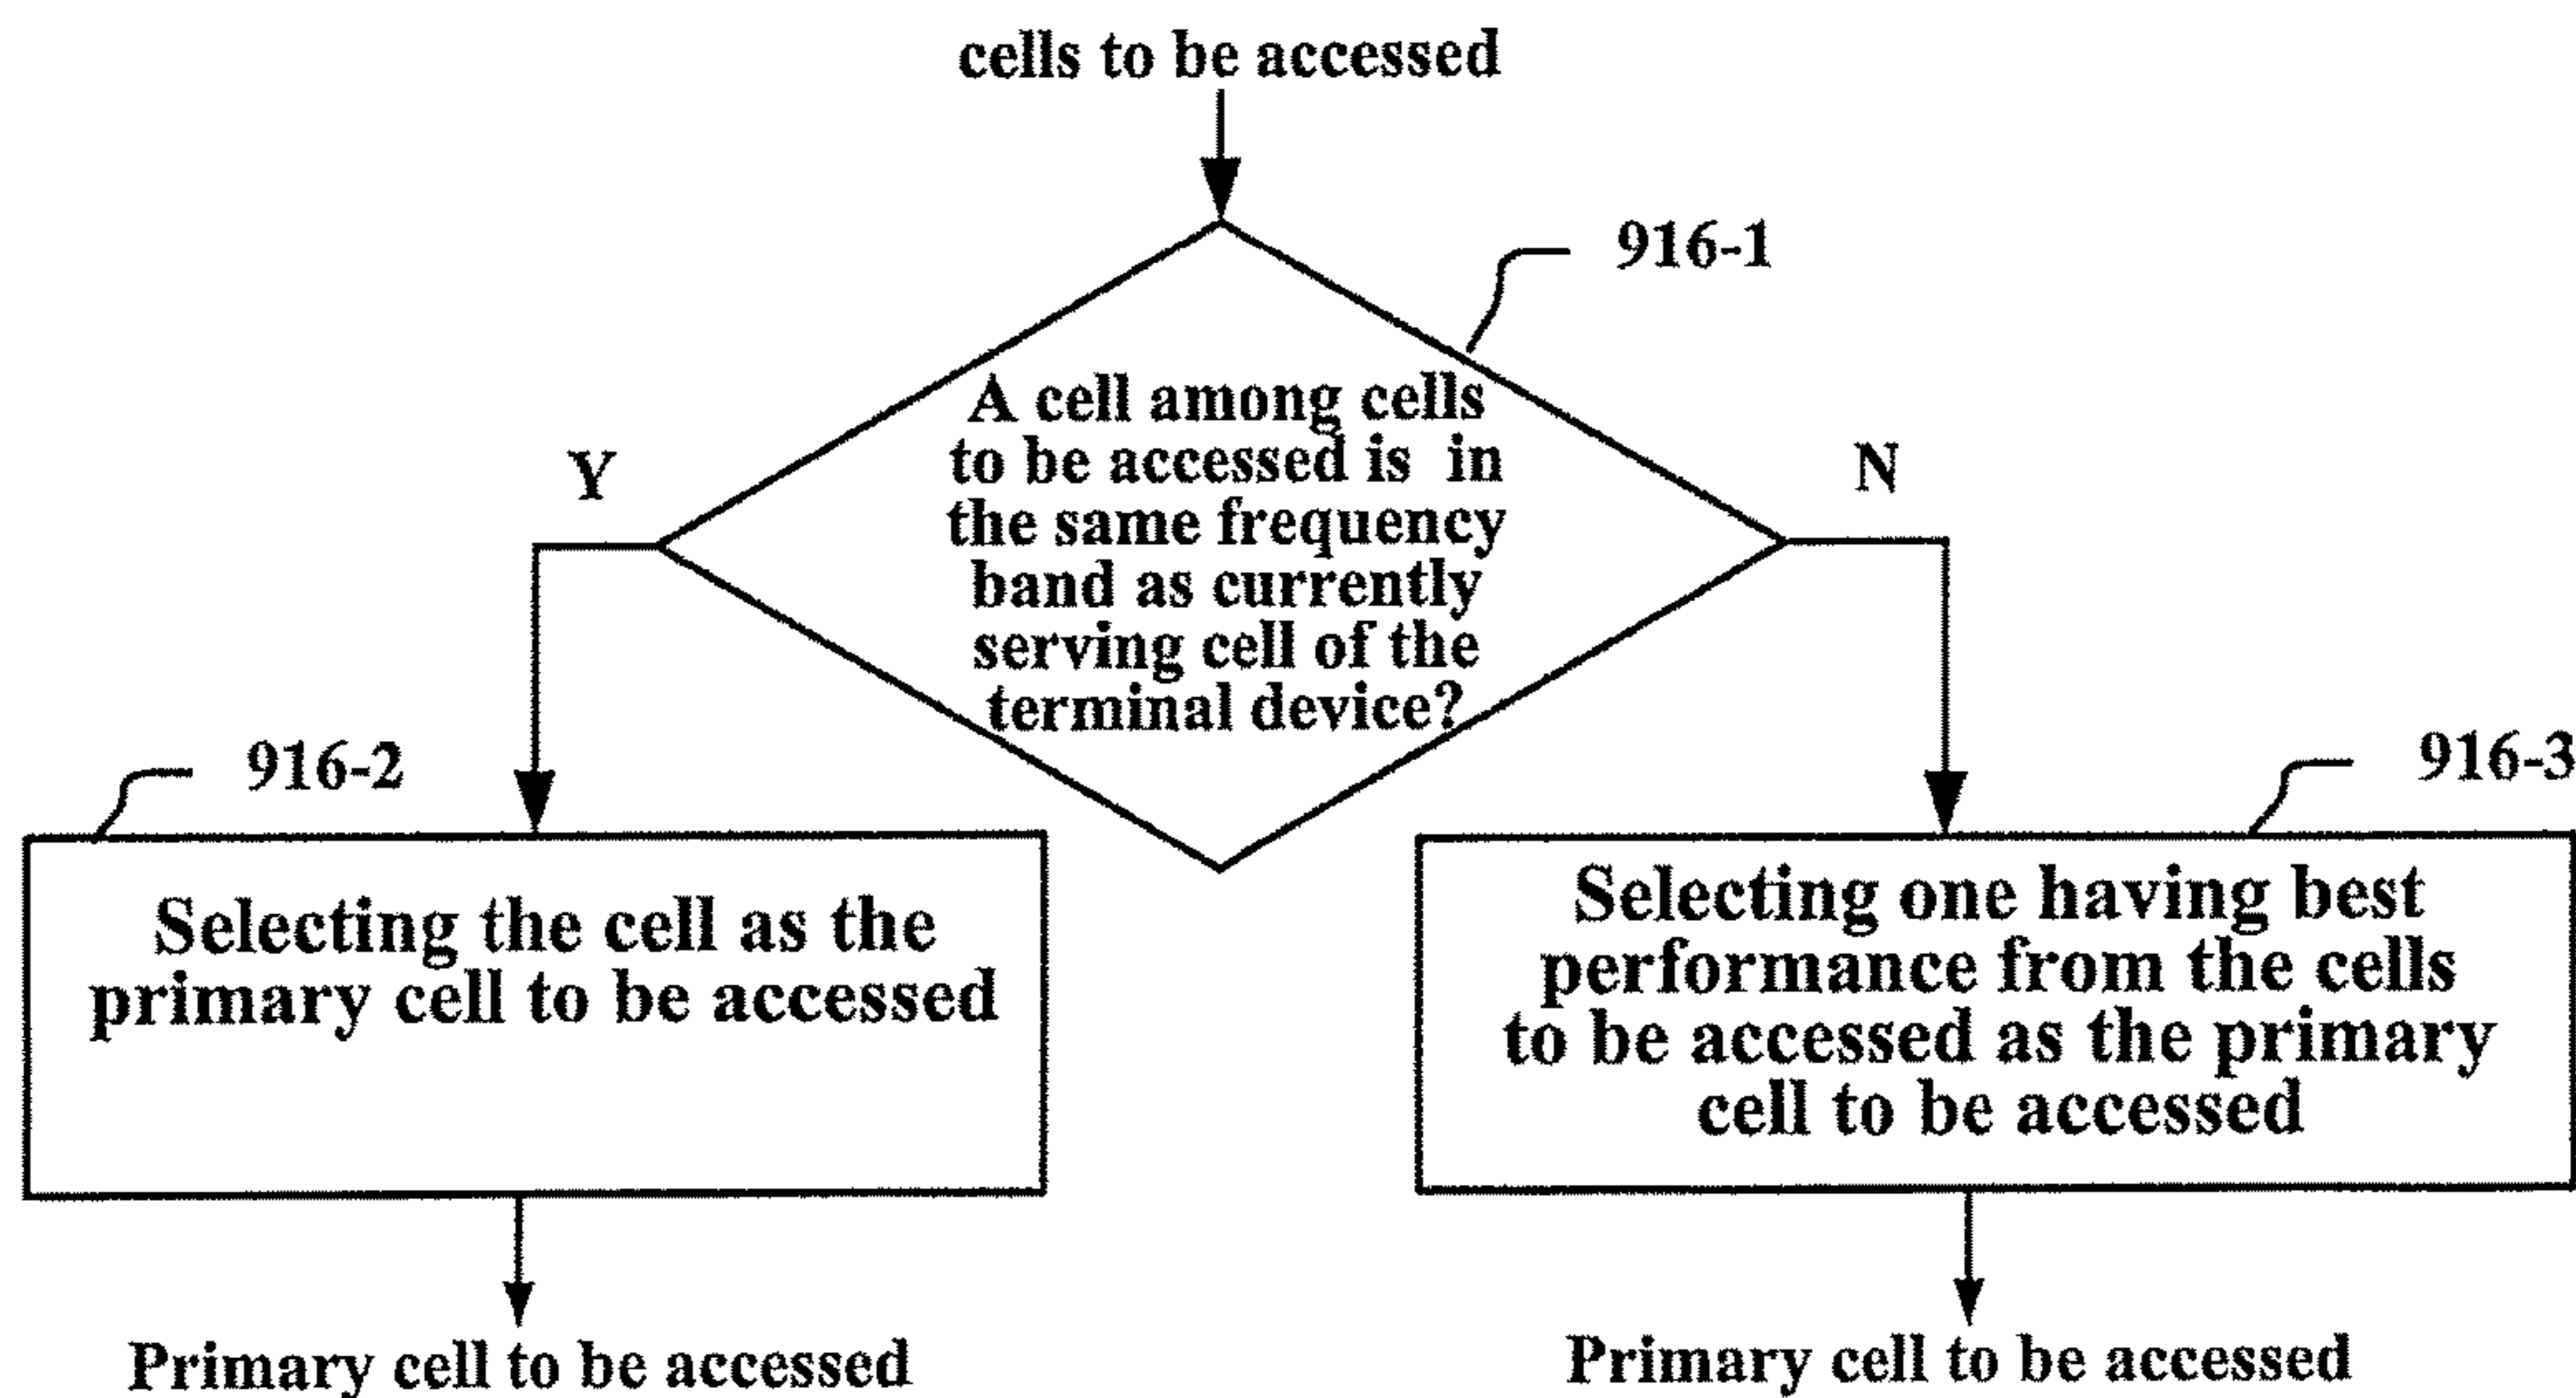 cells to be accessed
916-1
A cell among cells
to be accessed is in
the same frequency
band as currently
serving cell of the
terminal device?
Y
N
916-2
916-3
Selecting the cell as the
primary cell to be accessed
Selecting one having best
performance from the cells
to be accessed as the primary
cell to be accessed
Primary cell to be accessed
Primary cell to be accessed